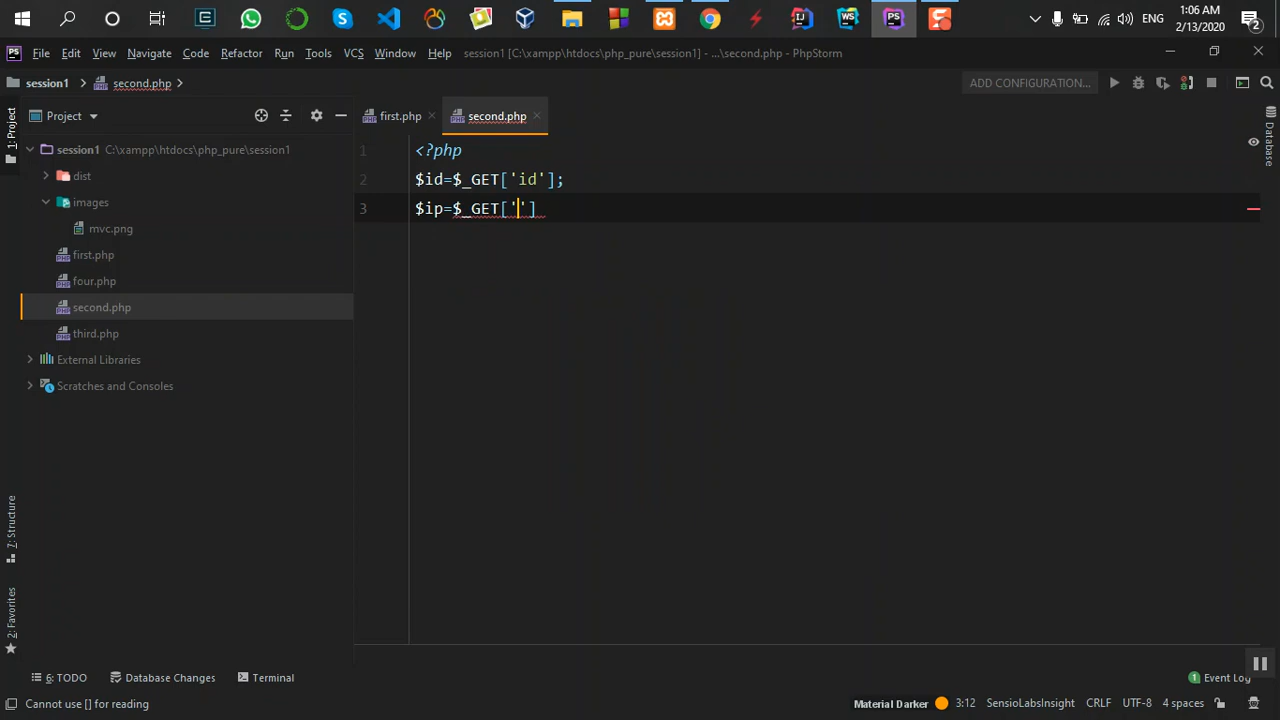 1:06 AM
ENG
2/13/2020
2
PS
File Edit View Navigate Code Refactor Run Tools VCS Window Help session1 [C:\xampp\htdocs\php_pure\session1] - ...\second.php - PhpStorm
session1 second.php
ADD CONFIGURATION...
1: Project
Project
first.php
second.php
Database
session1 C:\xampp\htdocs\php_pure\session1
dist
images
mvc.png
first.php
four.php
second.php
third.php
External Libraries
Scratches and Consoles
1 <?php
2 $id=$_GET['id'];
3 $ip=$_GET['']
7: Structure
2: Favorites
6: TODO
Database Changes
Terminal
1 Event Log
Cannot use [] for reading
Material Darker
3:12
SensioLabsInsight
CRLF
UTF-8
4 spaces